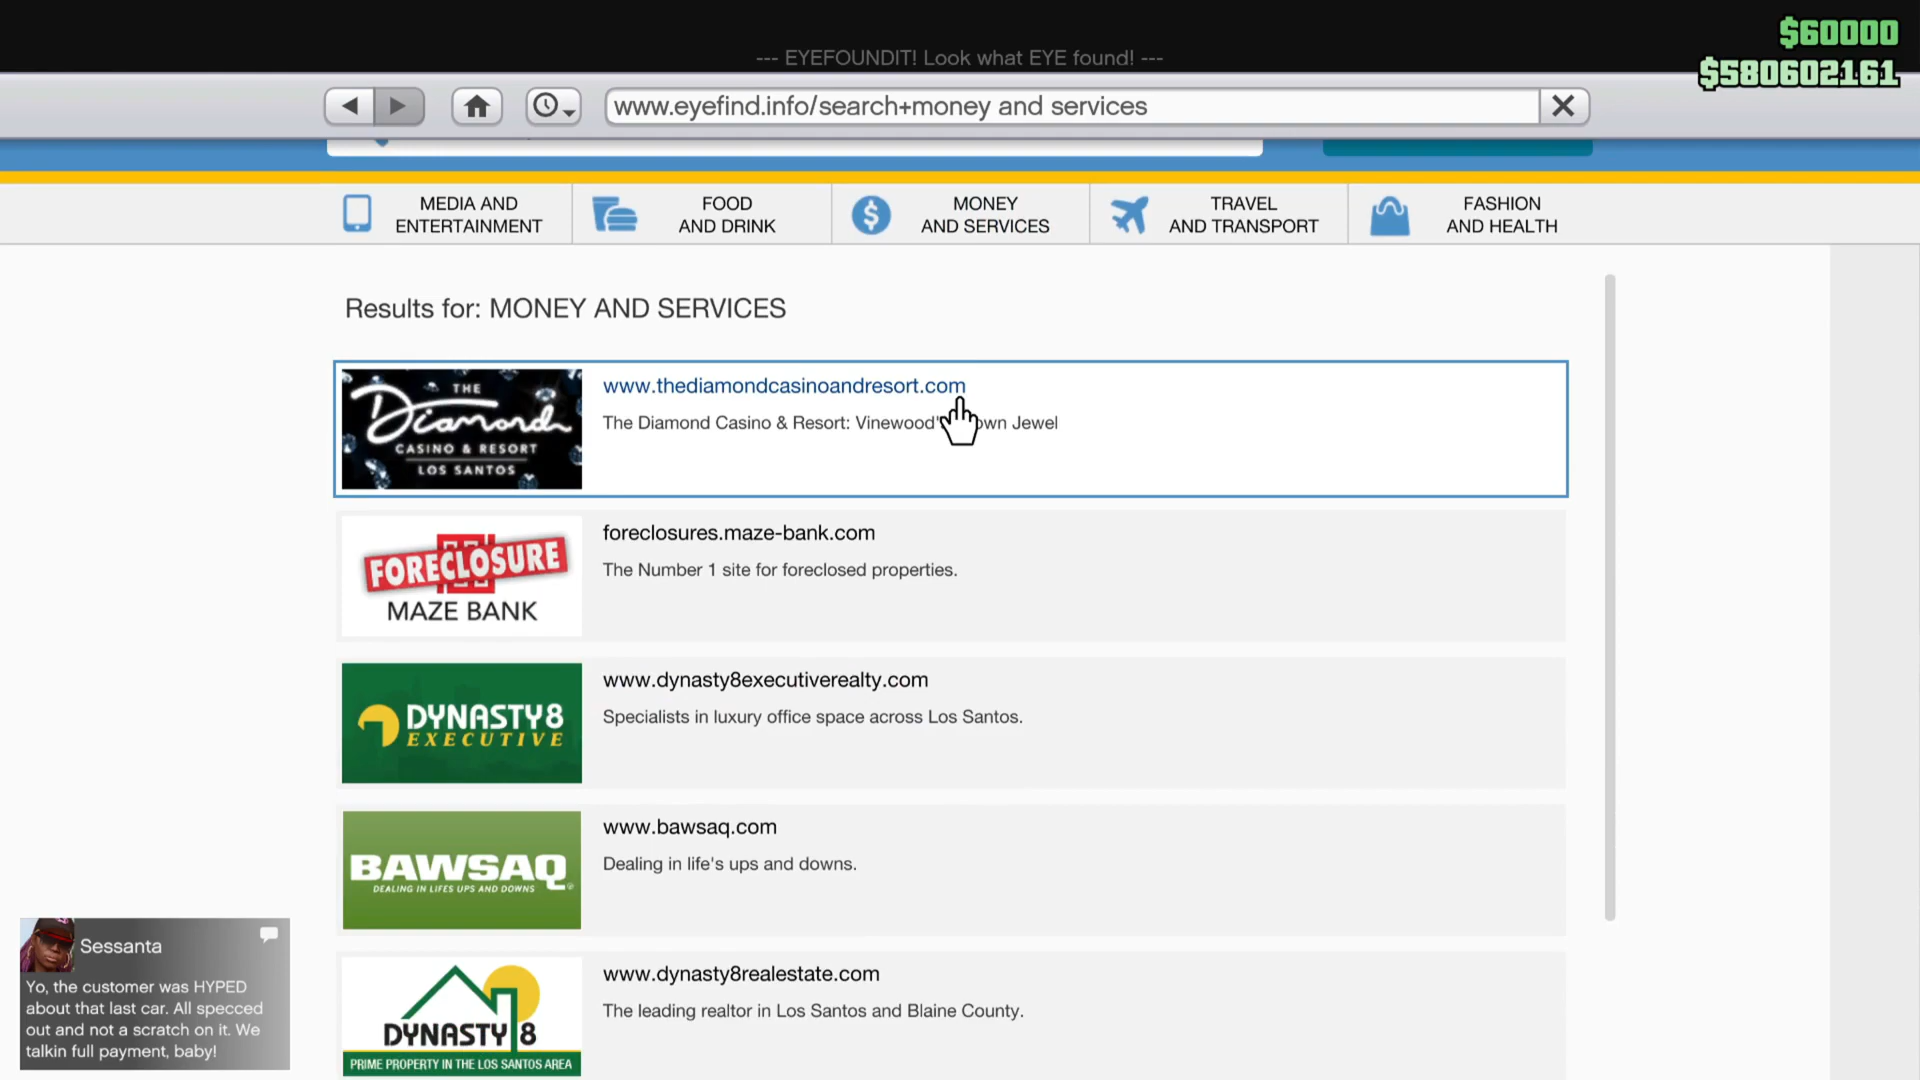 $60000
--- EYEFOUNDIT! Look what EYE found! ---
$580602161
www.eyefind.info/search+money and services
MEDIA AND
ENTERTAINMENT
FOOD
AND DRINK
MONEY
AND SERVICES
TRAVEL
AND TRANSPORT
FASHION
AND HEALTH
Results for: MONEY AND SERVICES
THE
Diamond
CASINO & RESORT
LOS SANTOS
www.thediamondcasinoandresort.com
The Diamond Casino & Resort: Vinewood' own Jewel
FORECLOSURE
MAZE BANK
foreclosures.maze-bank.com
The Number 1 site for foreclosed properties.
DYNASTY8
EXECUTIVE
www.dynasty8executiverealty.com
Specialists in luxury office space across Los Santos.
BAWSAQ
DEALING IN LIFES UPS AND DOWNS
www.bawsaq.com
Dealing in life's ups and downs.
DYNASTY 8
PRIME PROPERTY IN THE LOS SANTOS AREA
www.dynasty8realestate.com
The leading realtor in Los Santos and Blaine County.
Sessanta
Yo, the customer was HYPED
about that last car. All specced
out and not a scratch on it. We
talkin full payment, baby!